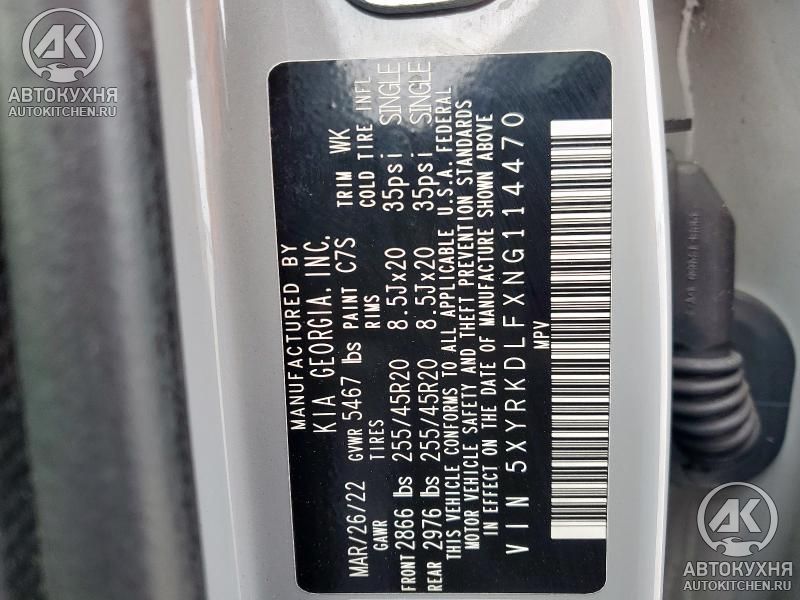 MANUFACTURED BY
KIA GEORGIA, INC.
MAR/26/22 GVWR 5467 lbs PAINT C7S TRIM WK
GAWR TIRES RIMS COLD TIRE INFL
FRONT 2866 lbs 255/45R20 8.5Jx20 35psi SINGLE
REAR 2976 lbs 255/45R20 8.5Jx20 35psi SINGLE
THIS VEHICLE CONFORMS TO ALL APPLICABLE U.S.A. FEDERAL
MOTOR VEHICLE SAFETY AND THEFT PREVENTION STANDARDS
IN EFFECT ON THE DATE OF MANUFACTURE SHOWN ABOVE
VIN 5XYRKDLFXNG114470
MPV
АК
АВТОКУХНЯ
AUTOKITCHEN.RU
АК
АВТОКУХНЯ
AUTOKITCHEN.RU